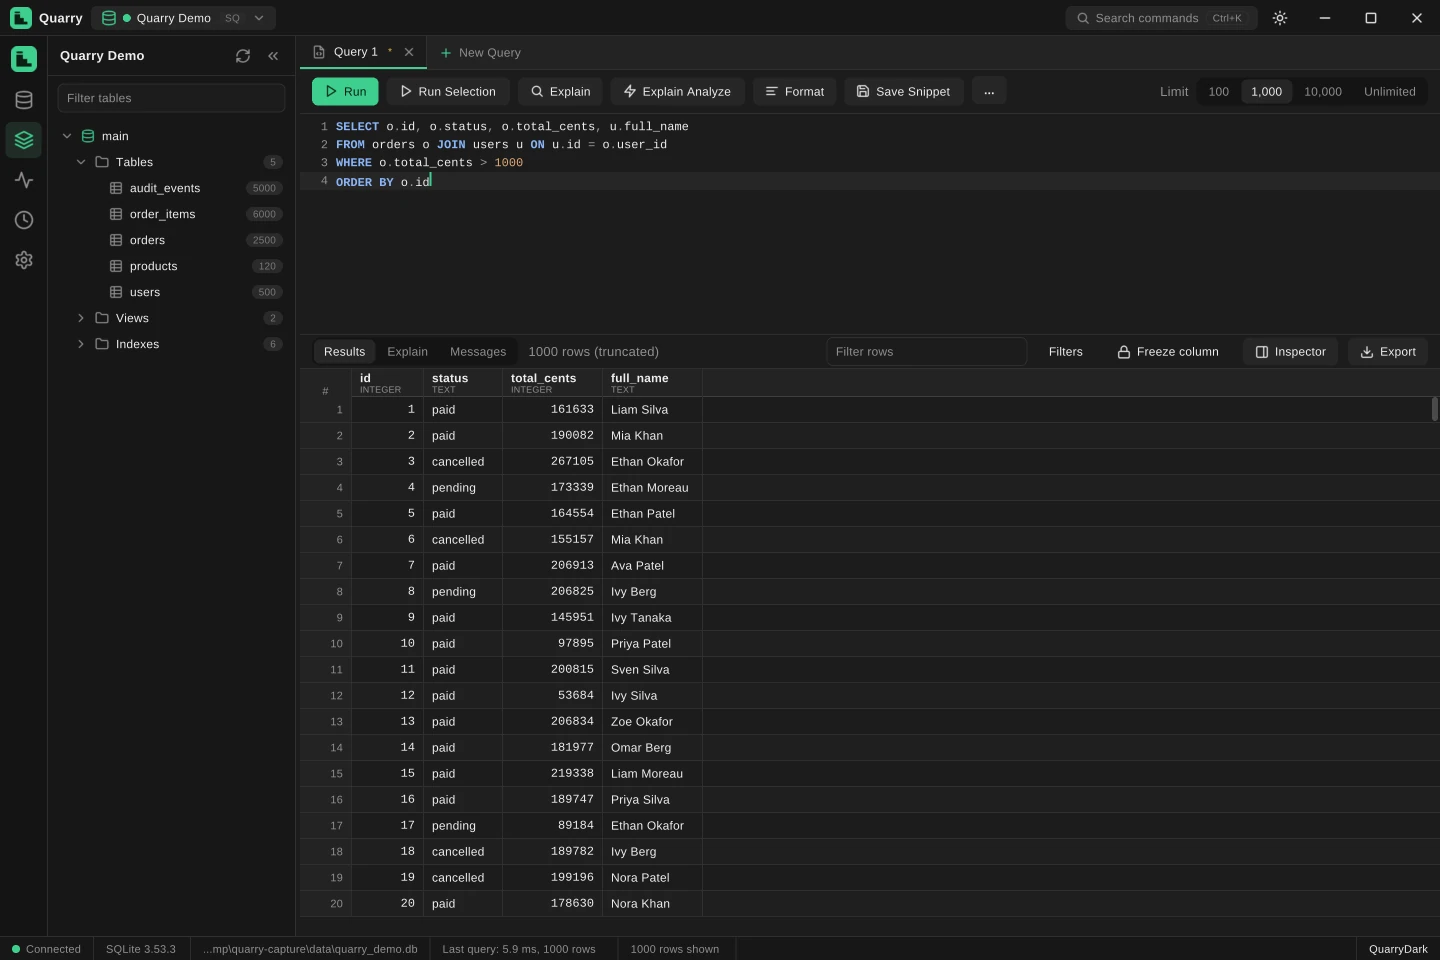 Quarry
Quarry Demo SQ
Search commands Ctrl+K
Quarry Demo
Filter tables
main
Tables 5
audit_events 5000
order_items 6000
orders 2500
products 120
users 500
Views 2
Indexes 6
Query 1 *
New Query
Run
Run Selection
Explain
Explain Analyze
Format
Save Snippet
...
Limit 100 1,000 10,000 Unlimited
1 SELECT o.id, o.status, o.total_cents, u.full_name
2 FROM orders o JOIN users u ON u.id = o.user_id
3 WHERE o.total_cents > 1000
4 ORDER BY o.id
Results Explain Messages 1000 rows (truncated)
Filter rows
Filters
Freeze column
Inspector
Export
# id status total_cents full_name
INTEGER TEXT INTEGER TEXT
1 1 paid 161633 Liam Silva
2 2 paid 190082 Mia Khan
3 3 cancelled 267105 Ethan Okafor
4 4 pending 173339 Ethan Moreau
5 5 paid 164554 Ethan Patel
6 6 cancelled 155157 Mia Khan
7 7 paid 206913 Ava Patel
8 8 pending 206825 Ivy Berg
9 9 paid 145951 Ivy Tanaka
10 10 paid 97895 Priya Patel
11 11 paid 200815 Sven Silva
12 12 paid 53684 Ivy Silva
13 13 paid 206834 Zoe Okafor
14 14 paid 181977 Omar Berg
15 15 paid 219338 Liam Moreau
16 16 paid 189747 Priya Silva
17 17 pending 89184 Ethan Okafor
18 18 cancelled 189782 Ivy Berg
19 19 cancelled 199196 Nora Patel
20 20 paid 178630 Nora Khan
Connected
SQLite 3.53.3
...mp\quarry-capture\data\quarry_demo.db
Last query: 5.9 ms, 1000 rows
1000 rows shown
QuarryDark